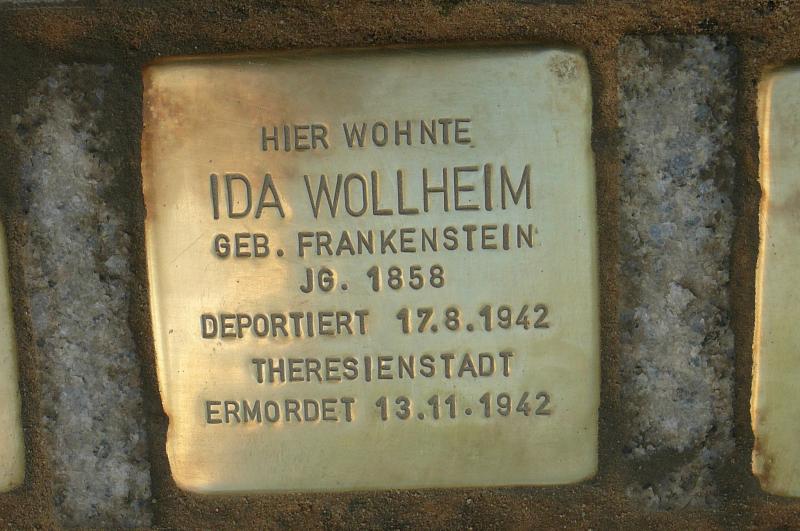 HIER WOHNTE
IDA WOLLHEIM
GEB. FRANKENSTEIN
JG. 1858
DEPORTIERT 17.8.1942
THERESIENSTADT
ERMORDET 13.11.1942